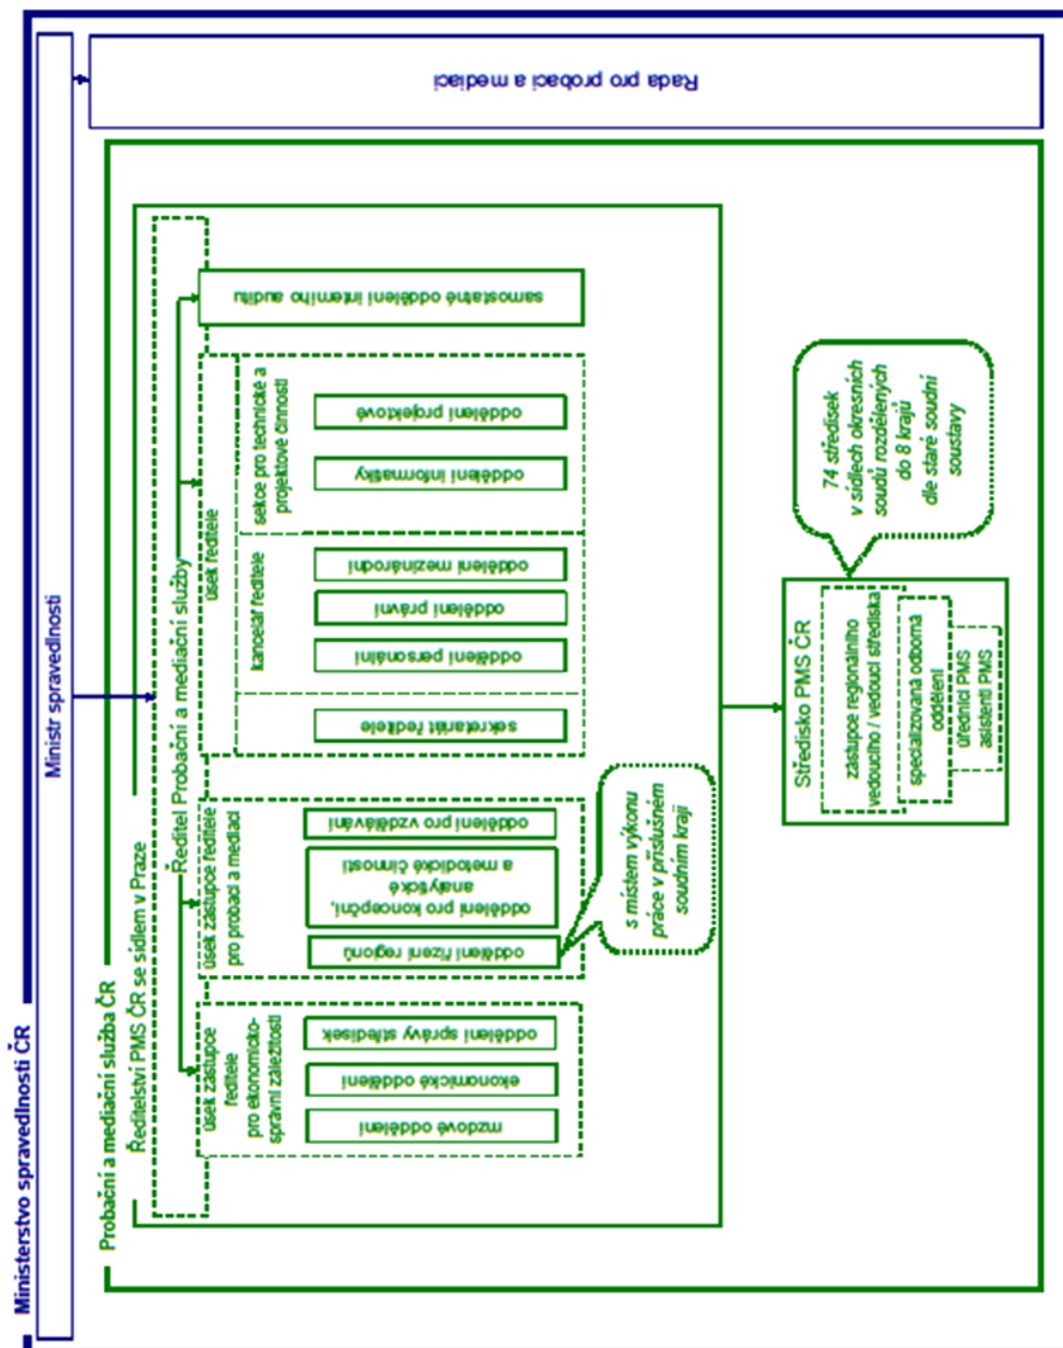 Ministerstvo spravedlnosti ČR
Ministr spravedlnosti
Rada pro probaci a mediaci
Probační a mediační služba ČR
Ředitelství PMS ČR se sídlem v Praze
Ředitel Probační a mediační služby
úsek zástupce
ředitele
pro ekonomicko-
správní záležitosti
mzdové oddělení
ekonomické oddělení
oddělení správy středisek
úsek zástupce ředitele
pro probaci a mediaci
oddělení řízení regionů
oddělení pro koncepční,
analytické
a metodické činnosti
oddělení pro vzdělávání
s místem výkonu
práce v příslušném
soudním kraji
úsek ředitele
sekretariát ředitele
kancelář ředitele
oddělení personální
oddělení právní
oddělení mezinárodní
sekce pro technické a
projektové činnosti
oddělení informatiky
oddělení projektové
samostatné oddělení interního auditu
Středisko PMS ČR
zástupce regionálního
vedoucího / vedoucí střediska
specializovaná odborná
oddělení
úředníci PMS
asistenti PMS
74 středisek
v sídlech okresních
soudů rozdělených
do 8 krajů
dle staré soudní
soustavy